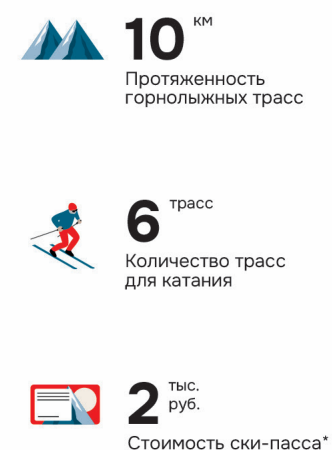 10 км
Протяженность
горнолыжных трасс
6 трасс
Количество трасс
для катания
2 тыс.
руб.
Стоимость ски-пасса*